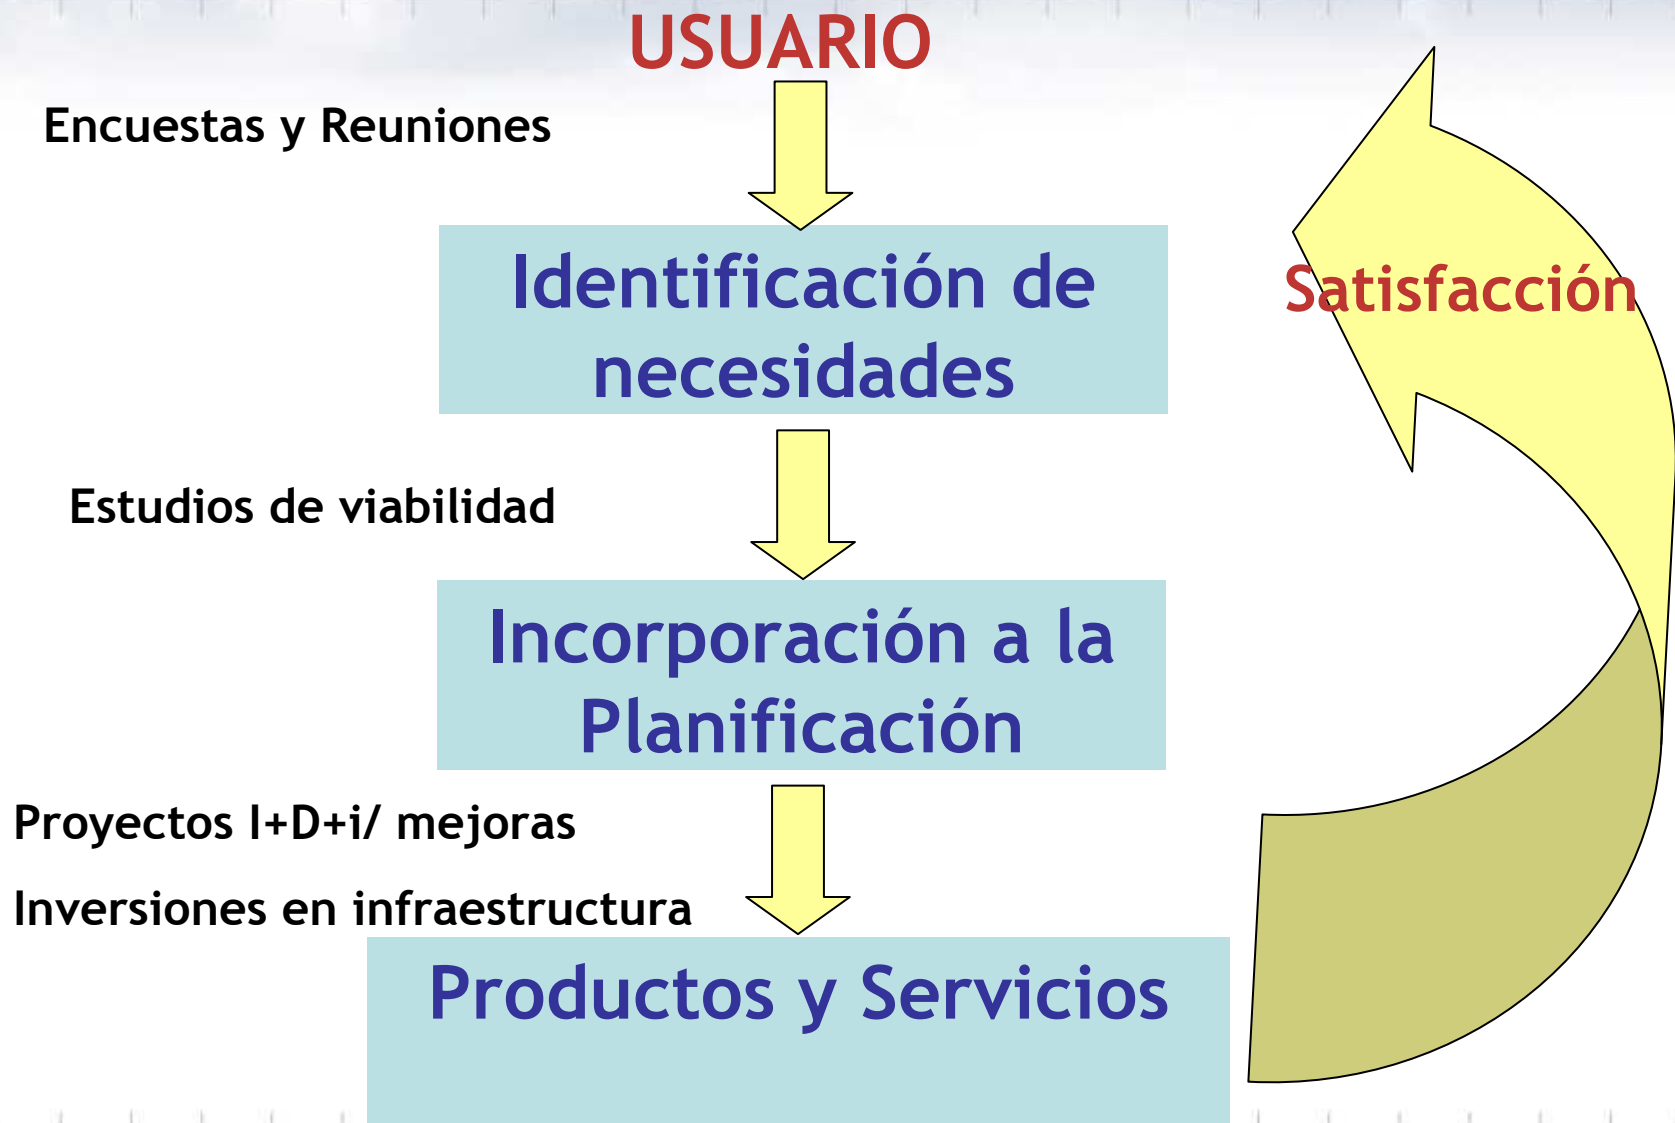 USUARIO
Encuestas y Reuniones
Identificación de
necesidades
Satisfacción
Estudios de viabilidad
Incorporación a la
Planificación
Proyectos I+D+i/ mejoras
Inversiones en infraestructura
Productos y Servicios